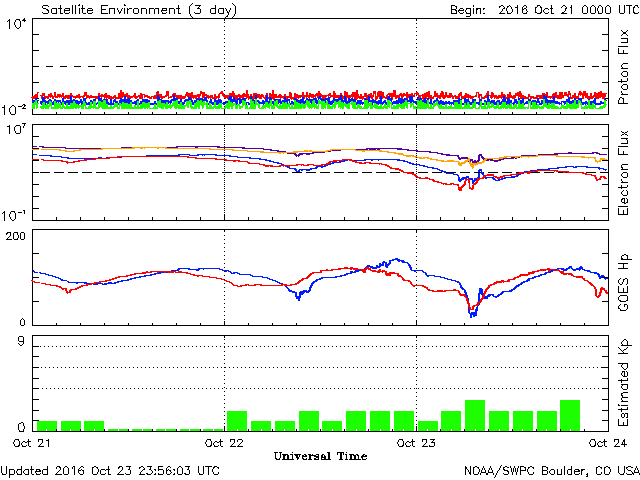 Satellite Environment (3 day) Begin: 2016 Oct 21 0000 UTC
10^4
10^-2
Proton Flux
10^7
10^-1
Electron Flux
200
100
0
GOES Hp
9
0
Estimated Kp
Oct 21 Oct 22 Oct 23 Oct 24
Universal Time
Updated 2016 Oct 23 23:56:03 UTC NOAA/SWPC Boulder, CO USA